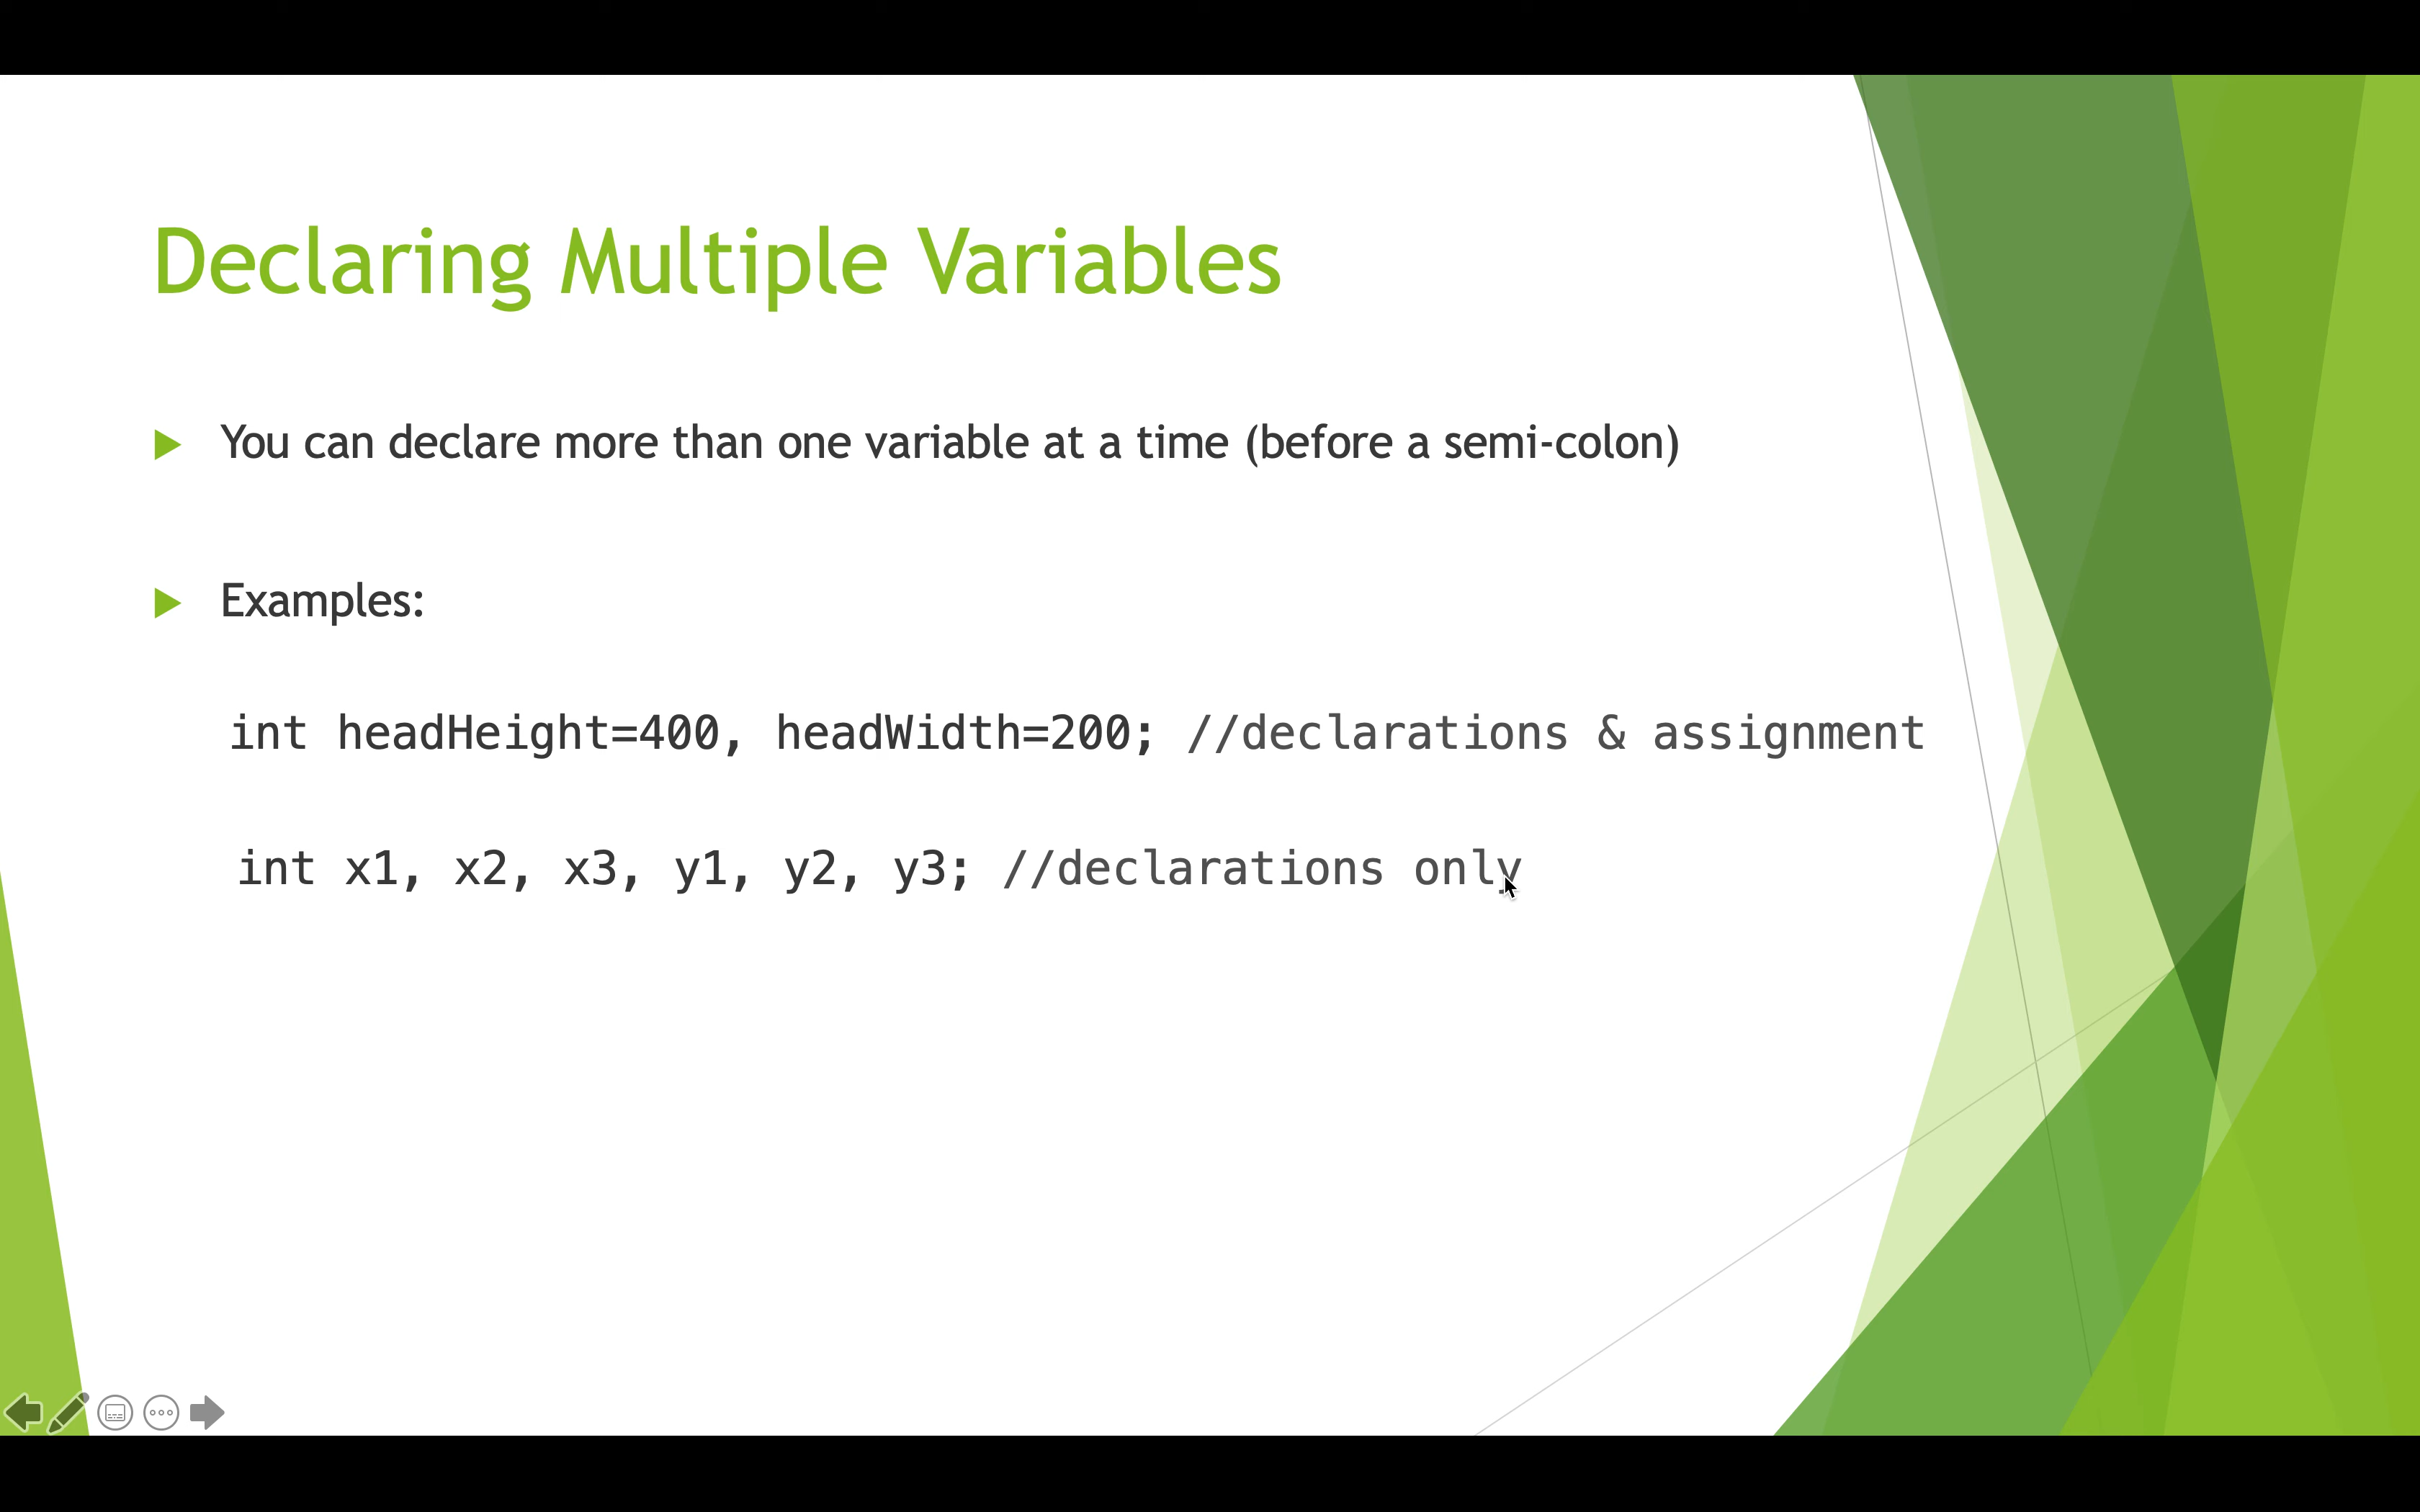 Declaring Multiple Variables
You can declare more than one variable at a time (before a semi-colon)
Examples:
int headHeight=400, headWidth=200; //declarations & assignment
int x1, x2, x3, y1, y2, y3; //declarations only